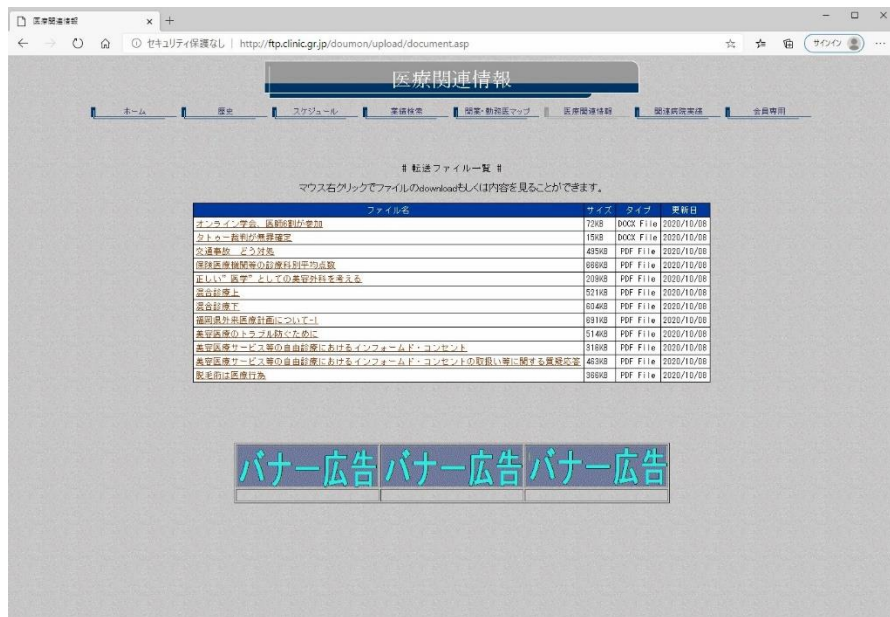 医療関連情報
サインイン
セキュリティ保護なし | http://ftp.clinic.gr.jp/doumon/upload/document.asp
医療関連情報
ホーム 歴史 スケジュール 業績検索 開業・勤務医マップ 医療関連情報 関連病院実績 会員専用
# 転送ファイル一覧 #
マウス右クリックでファイルのdownloadもしくは内容を見ることができます。
ファイル名 サイズ タイプ 更新日
オンライン学会、医師6割が参加 72KB DOCX File 2020/10/08
タトゥー裁判が無罪確定 15KB DOCX File 2020/10/08
交通事故 どう対処 495KB PDF File 2020/10/08
保険医療機関等の診療科別平均点数 666KB PDF File 2020/10/08
正しい"医学"としての美容外科を考える 209KB PDF File 2020/10/08
混合診療上 521KB PDF File 2020/10/08
混合診療下 604KB PDF File 2020/10/08
福岡県外来医療計画について-1 691KB PDF File 2020/10/08
美容医療のトラブル防ぐために 514KB PDF File 2020/10/08
美容医療サービス等の自由診療におけるインフォームド・コンセント 316KB PDF File 2020/10/08
美容医療サービス等の自由診療におけるインフォームド・コンセントの取扱い等に関する質疑応答 463KB PDF File 2020/10/08
脱毛術は医療行為 366KB PDF File 2020/10/08
バナー広告 バナー広告 バナー広告